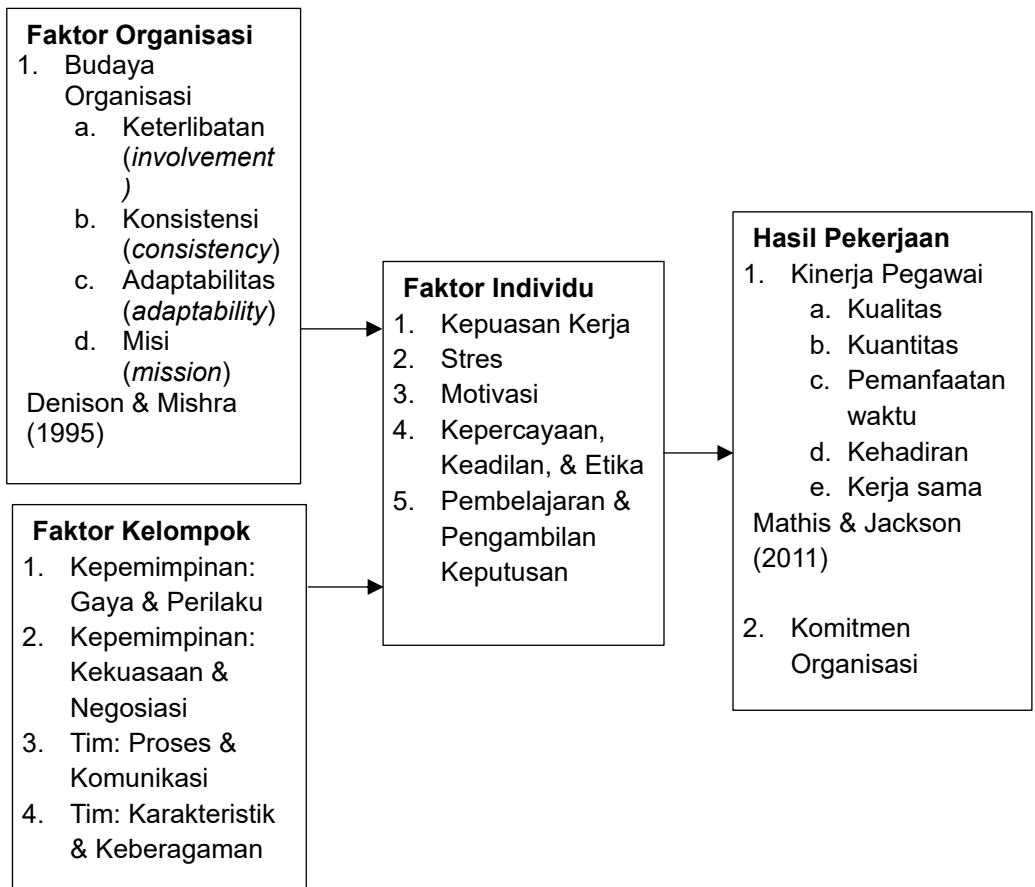 Faktor Organisasi
1. Budaya
Organisasi
a. Keterlibatan
(involvement
)
b. Konsistensi
(consistency)
c. Adaptabilitas
(adaptability)
d. Misi
(mission)
Denison & Mishra
(1995)
Faktor Kelompok
1. Kepemimpinan:
Gaya & Perilaku
2. Kepemimpinan:
Kekuasaan &
Negosiasi
3. Tim: Proses &
Komunikasi
4. Tim: Karakteristik
& Keberagaman
Faktor Individu
1. Kepuasan Kerja
2. Stres
3. Motivasi
4. Kepercayaan,
Keadilan, & Etika
5. Pembelajaran &
Pengambilan
Keputusan
Hasil Pekerjaan
1. Kinerja Pegawai
a. Kualitas
b. Kuantitas
c. Pemanfaatan
waktu
d. Kehadiran
e. Kerja sama
Mathis & Jackson
(2011)
2. Komitmen
Organisasi